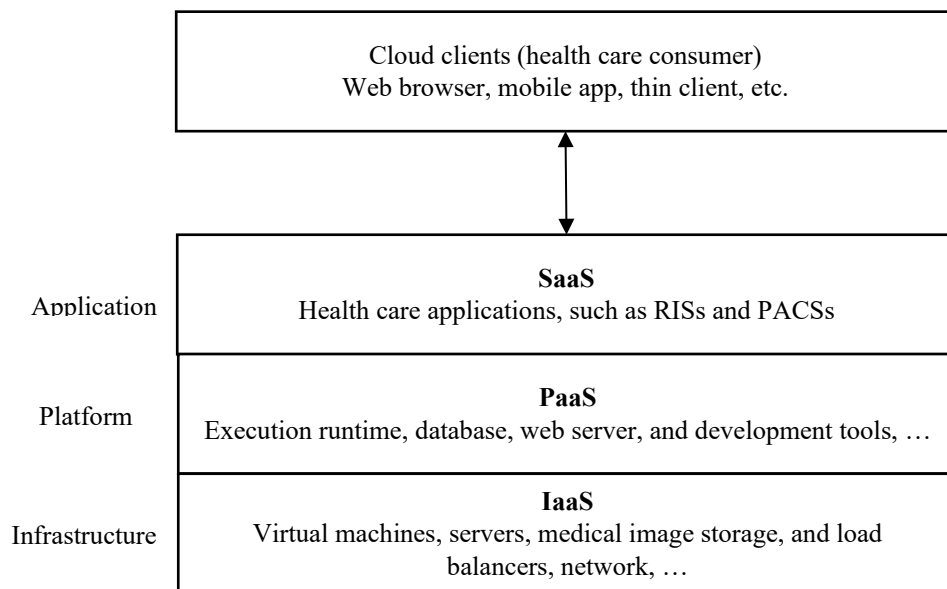 Cloud clients (health care consumer)
Web browser, mobile app, thin client, etc.
SaaS
Application
Health care applications, such as RISs and PACSs
PaaS
Platform
Execution runtime, database, web server, and development tools, …
IaaS
Infrastructure
Virtual machines, servers, medical image storage, and load
balancers, network, …